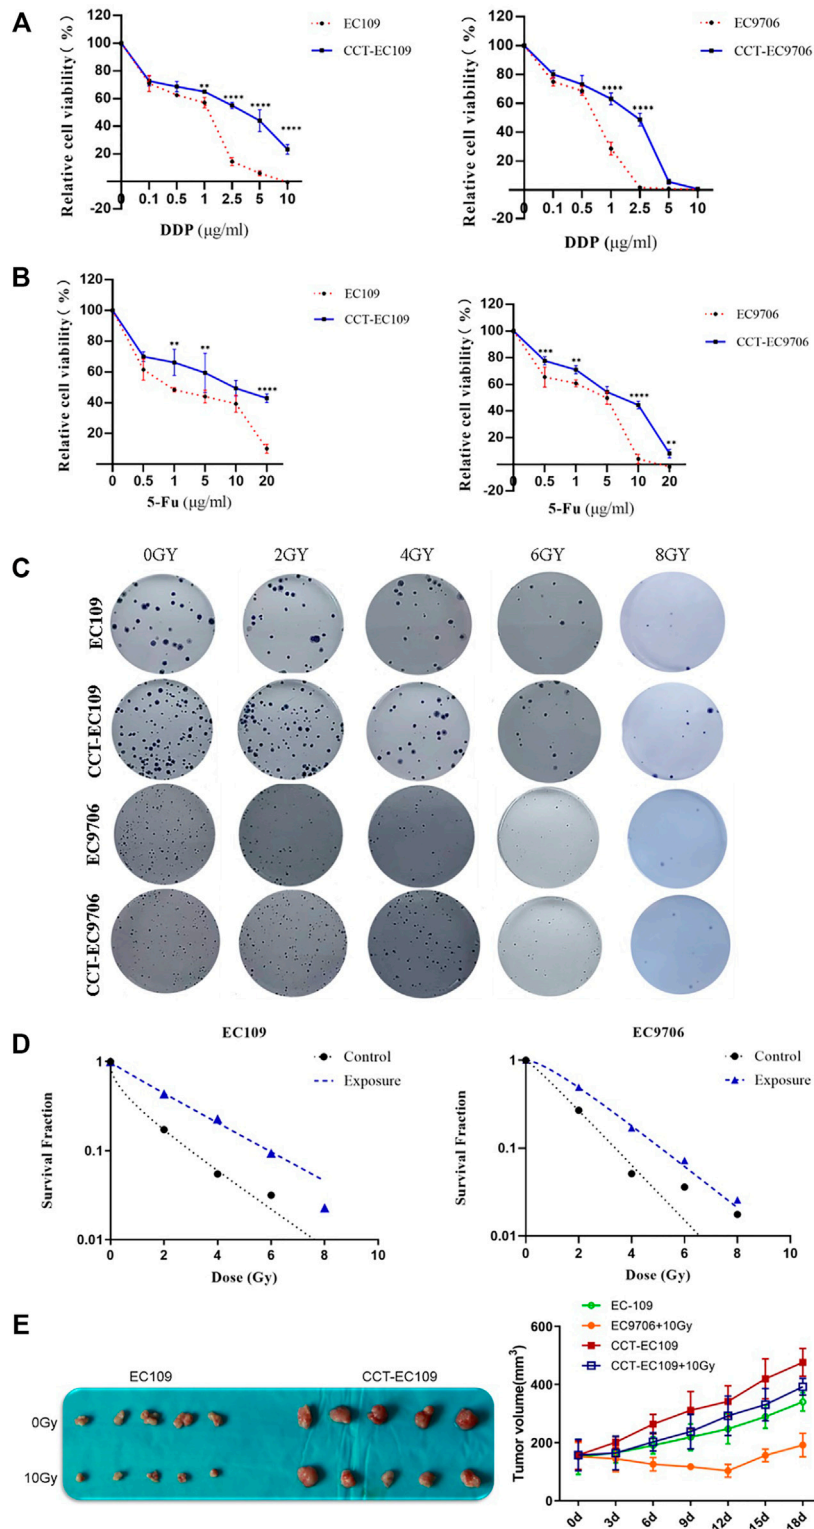 A
Relative cell viability ( %)
120
100
80
60
40
20
-20
0 0.1 0.5 1 2.5 5 10
DDP (μg/ml)
EC109
CCT-EC109
** **** **** ****
Relative cell viability ( %)
120
100
80
60
40
20
-20
0 0.1 0.5 1 2.5 5 10
DDP (μg/ml)
EC9706
CCT-EC9706
**** ****
B
Relative cell viability ( %)
120
100
80
60
40
20
0 0.5 1 5 10 20
5-Fu (μg/ml)
EC109
CCT-EC109
** ** ****
Relative cell viability ( %)
120
100
80
60
40
20
-20
0 0.5 1 5 10 20
5-Fu (μg/ml)
EC9706
CCT-EC9706
*** ** **** **
C
0GY 2GY 4GY 6GY 8GY
EC109
CCT-EC109
EC9706
CCT-EC9706
D
EC109
Survival Fraction
1
0.1
0.01
0 2 4 6 8 10
Dose (Gy)
Control
Exposure
EC9706
Survival Fraction
1
0.1
0.01
0 2 4 6 8 10
Dose (Gy)
Control
Exposure
E
EC109 CCT-EC109
0Gy
10Gy
EC-109
EC9706+10Gy
CCT-EC109
CCT-EC109+10Gy
Tumor volume(mm³)
600
400
200
0
0d 3d 6d 9d 12d 15d 18d